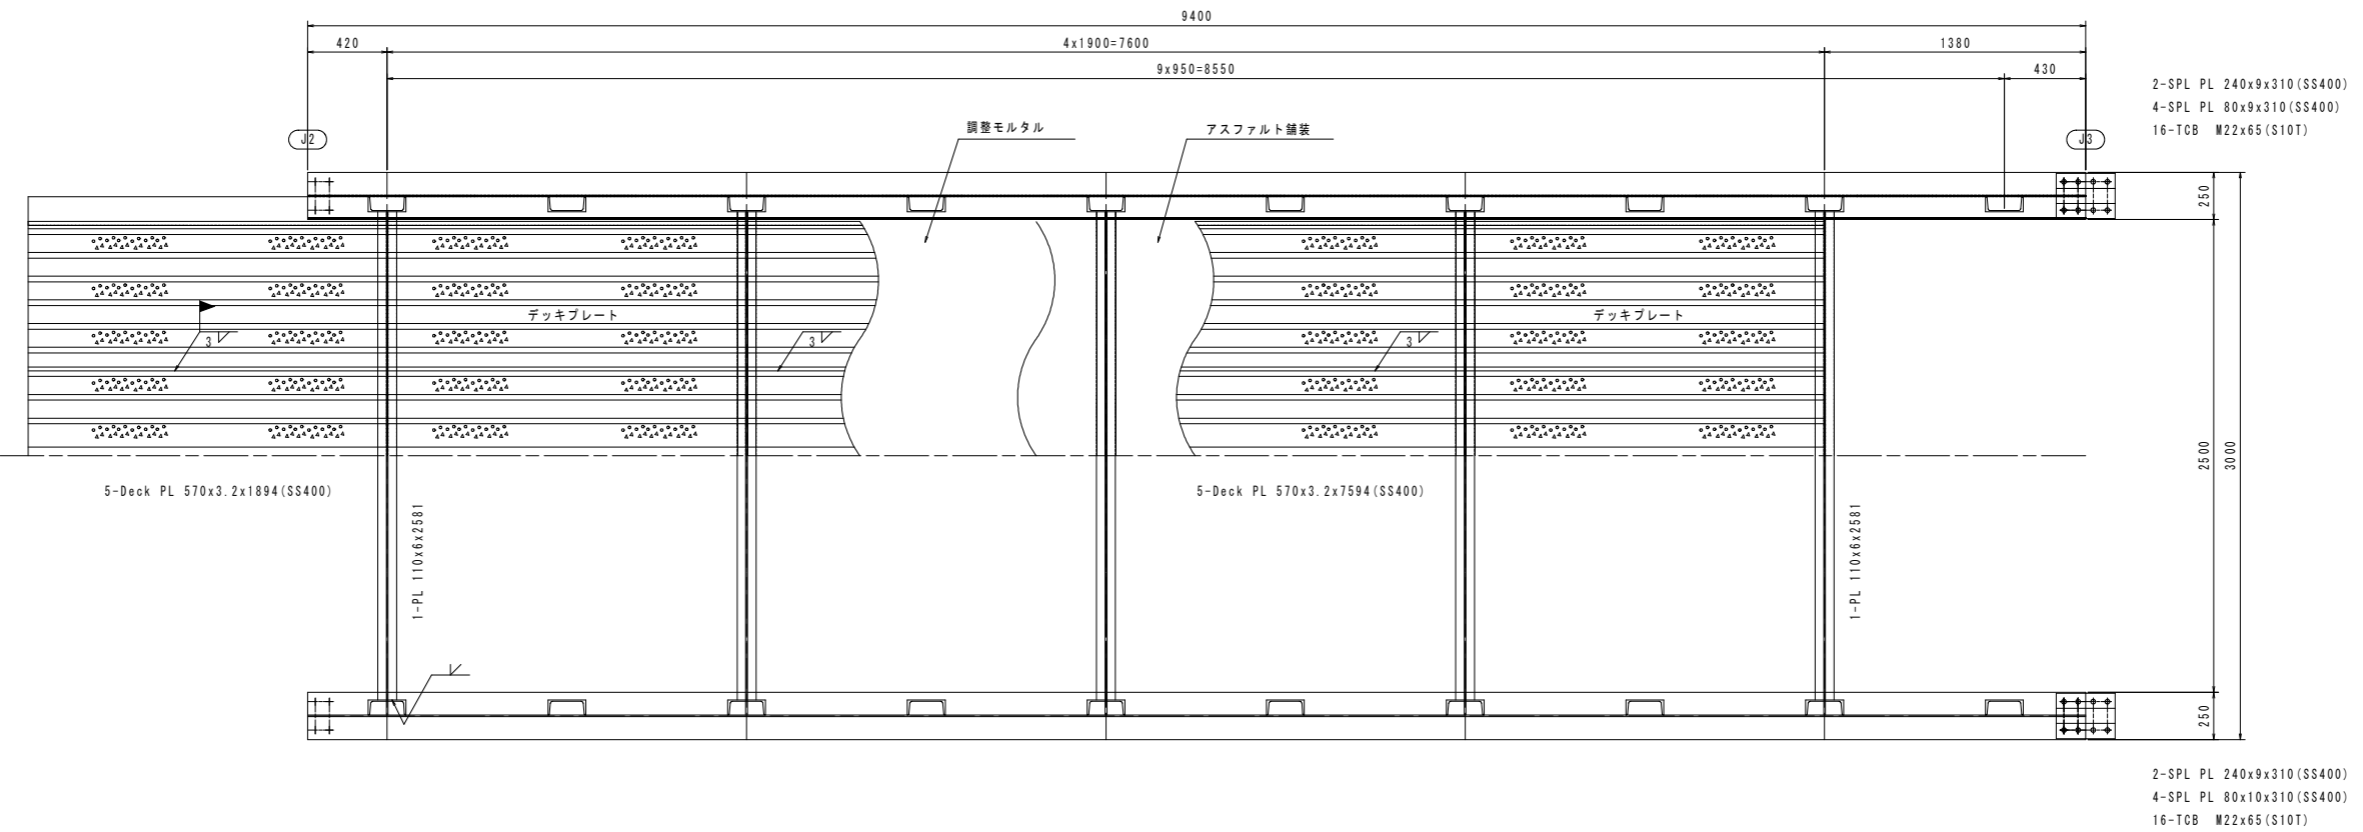 9400
420
4x1900=7600
1380
9x950=8550
430
2-SPL PL 240x9x310(SS400)
4-SPL PL 80x9x310(SS400)
16-TCB M22x65(S10T)
J2
調整モルタル
アスファルト舗装
J3
250
デッキプレート
デッキプレート
3
3
3
2500
3000
5-Deck PL 570x3.2x1894(SS400)
5-Deck PL 570x3.2x7594(SS400)
1-PL 110x6x2581
1-PL 110x6x2581
250
2-SPL PL 240x9x310(SS400)
4-SPL PL 80x10x310(SS400)
16-TCB M22x65(S10T)